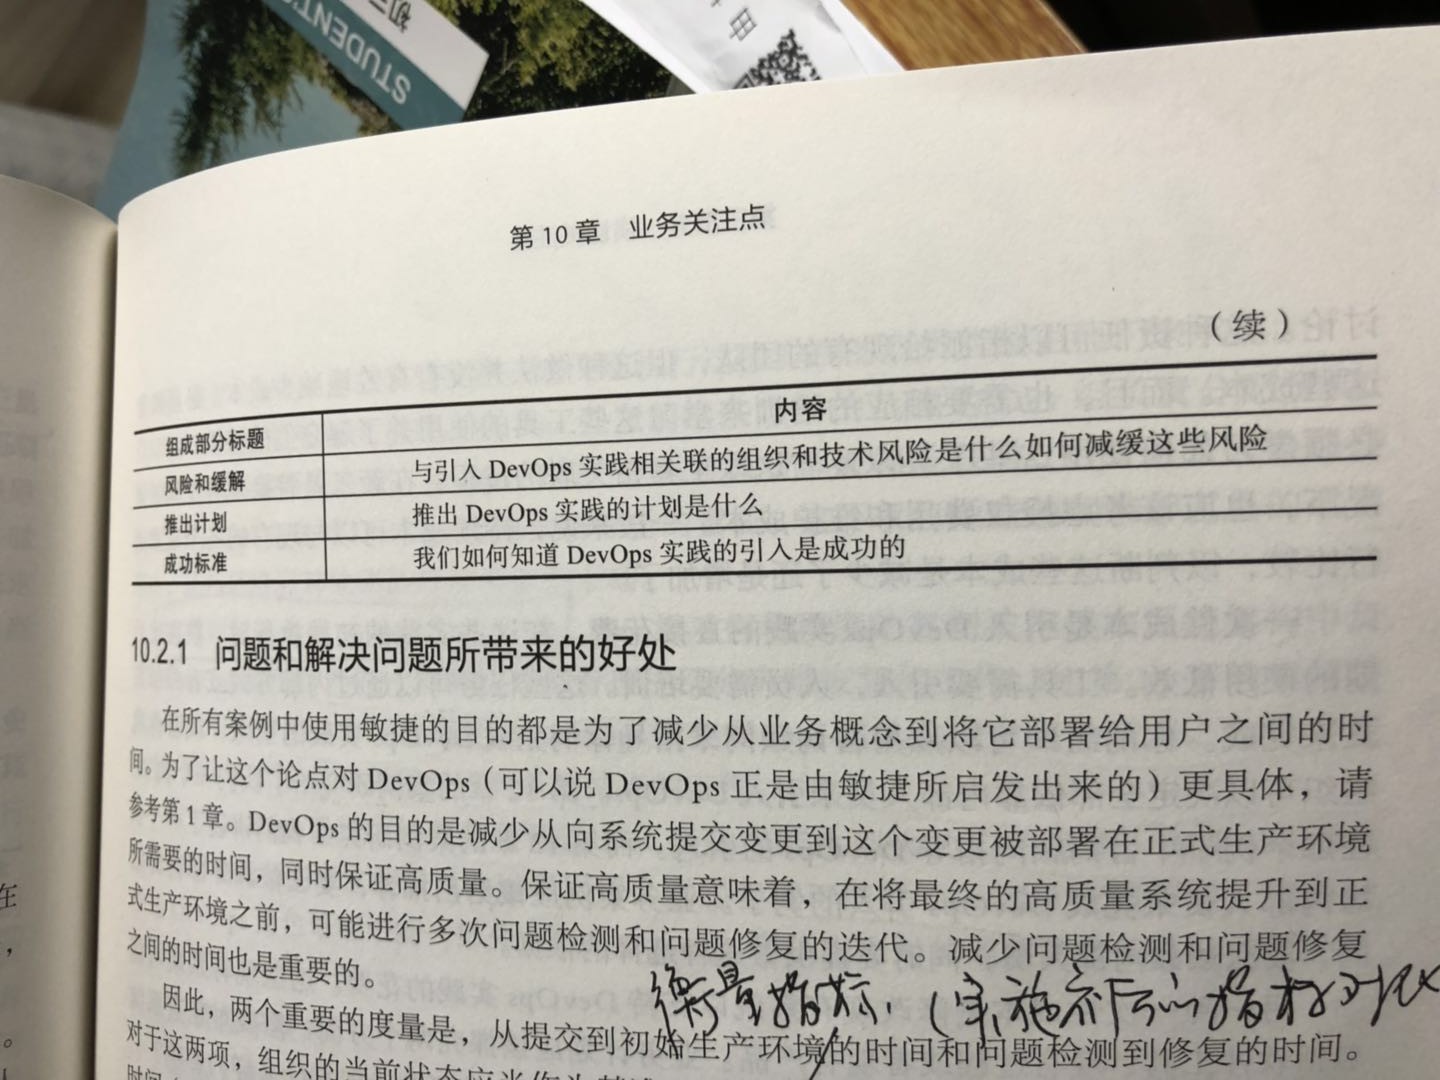 STUDENT
初三
第 10 章 业务关注点
（续）
组成部分标题 内容
风险和缓解 与引入 DevOps 实践相关联的组织和技术风险是什么如何减缓这些风险
推出计划 推出 DevOps 实践的计划是什么
成功标准 我们如何知道 DevOps 实践的引入是成功的
10.2.1 问题和解决问题所带来的好处
在所有案例中使用敏捷的目的都是为了减少从业务概念到将它部署给用户之间的时
间。为了让这个论点对 DevOps（可以说 DevOps 正是由敏捷所启发出来的）更具体，请
参考第 1 章。DevOps 的目的是减少从向系统提交变更到这个变更被部署在正式生产环境
所需要的时间，同时保证高质量。保证高质量意味着，在将最终的高质量系统提升到正
式生产环境之前，可能进行多次问题检测和问题修复的迭代。减少问题检测和问题修复
之间的时间也是重要的。
衡量指标
因此，两个重要的度量是，从提交到初始生产环境的时间和问题检测到修复的时间。
对于这两项，组织的当前状态应当作为基准